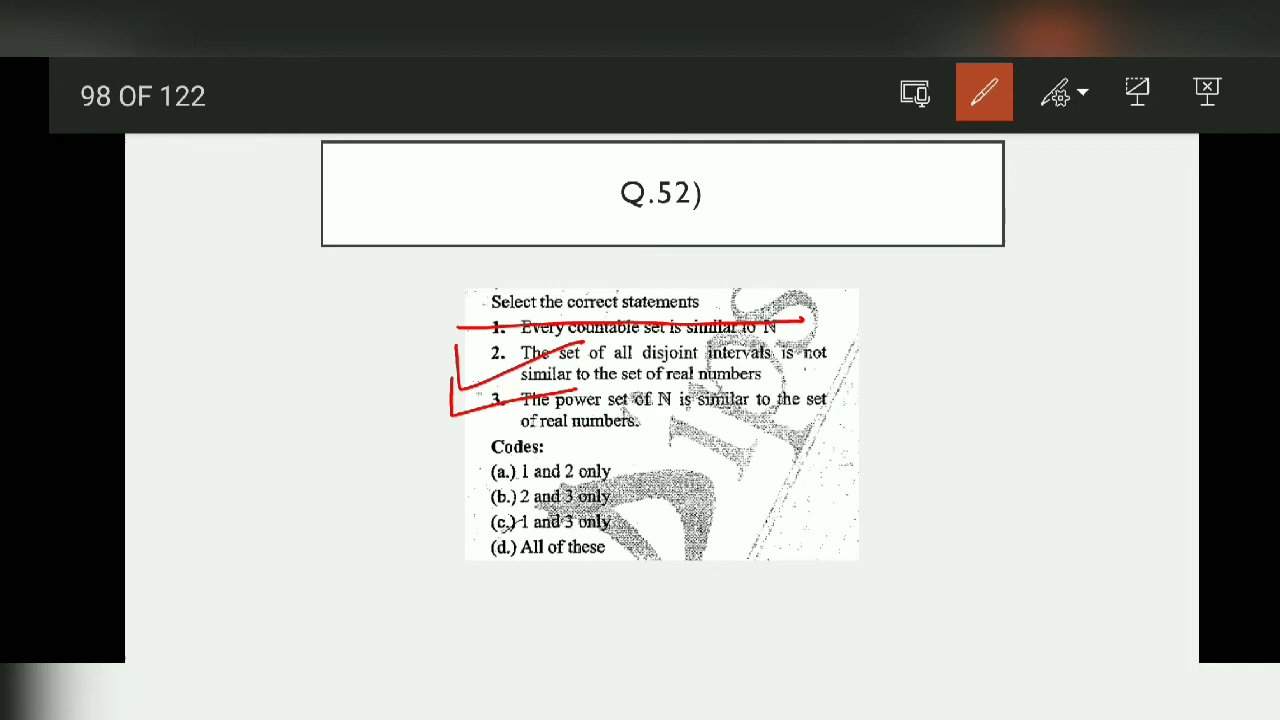 98 OF 122
Q.52)
Select the correct statements
1. Every countable set is similar to N
2. The set of all disjoint intervals is not
similar to the set of real numbers
3. The power set of N is similar to the set
of real numbers.
Codes:
(a.) 1 and 2 only
(b.) 2 and 3 only
(c.) 1 and 3 only
(d.) All of these